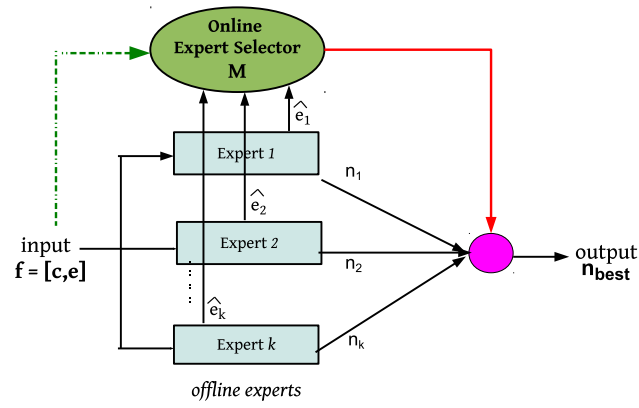 Online
Expert Selector
M
ê1
Expert 1
n1
ê2
input
f = [c,e]
Expert 2
n2
output
nbest
êk
Expert k
nk
offline experts